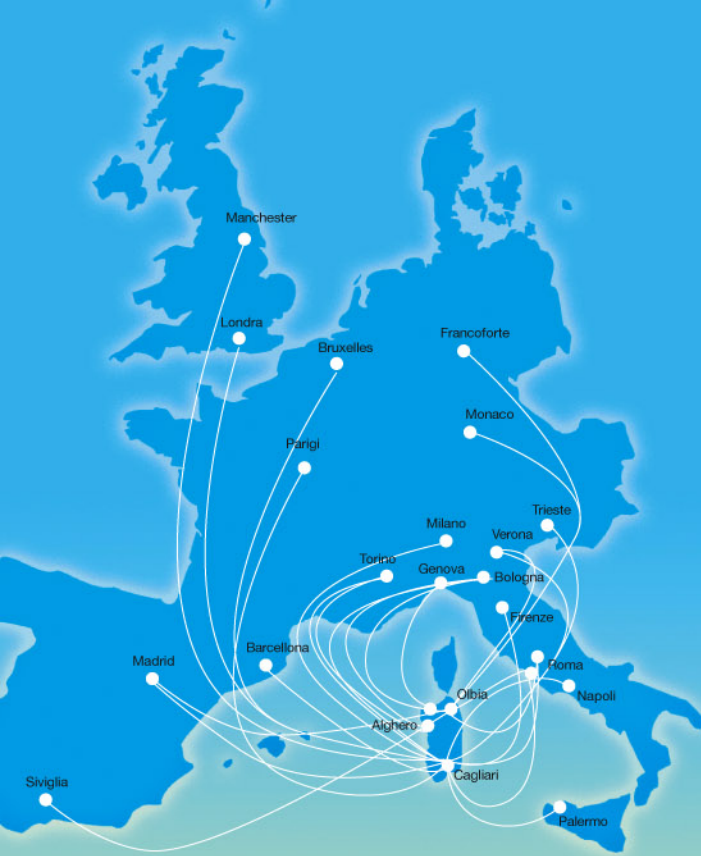 Manchester
Londra
Bruxelles
Francoforte
Monaco
Parigi
Trieste
Milano
Verona
Torino
Genova
Bologna
Firenze
Barcellona
Madrid
Roma
Olbia
Napoli
Alghero
Cagliari
Siviglia
Palermo